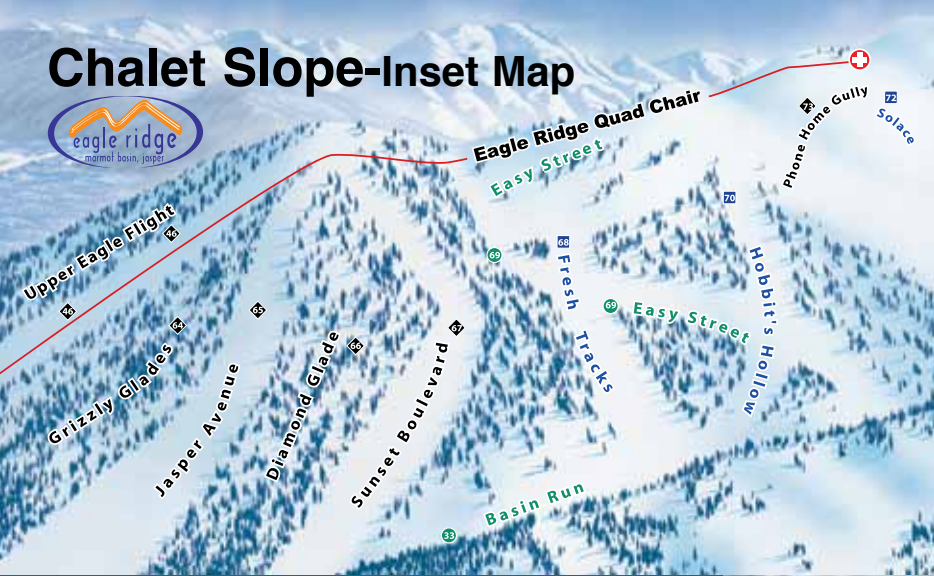 Chalet Slope-Inset Map
eagle ridge
marmot basin, jasper
Eagle Ridge Quad Chair
Easy Street
73
Phone Home Gully
72
Solace
70
Upper Eagle Flight
46
46
69
68
Fresh Tracks
Hobbit's Hollow
69
Easy Street
64
Grizzly Glades
65
Jasper Avenue
66
Diamond Glade
67
Sunset Boulevard
33
Basin Run